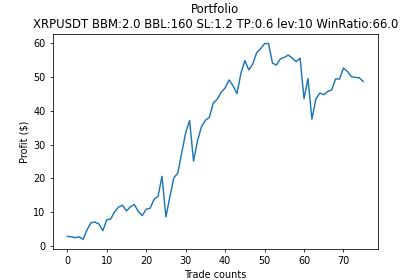 Portfolio
XRPUSDT BBM:2.0 BBL:160 SL:1.2 TP:0.6 lev:10 WinRatio:66.0
60
50
40
30
20
10
0
Profit ($)
0 10 20 30 40 50 60 70
Trade counts